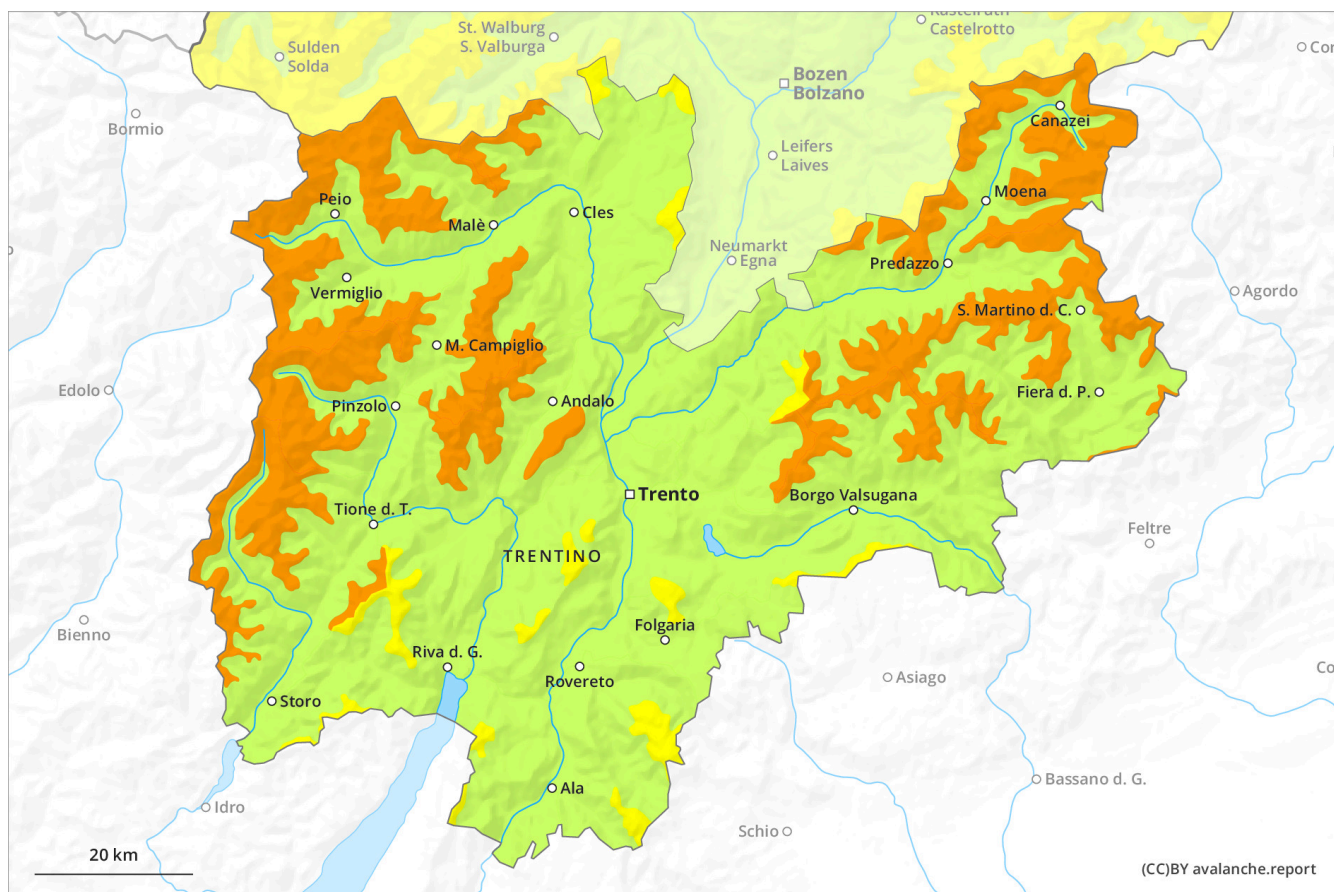 Kastelruth
Castelrotto
St. Walburg
S. Valburga
Sulden
Solda
Bozen
Bolzano
Bormio
Canazei
Leifers
Laives
Peio
Moena
Malè
Cles
Neumarkt
Egna
Predazzo
Vermiglio
Agordo
S. Martino d. C.
M. Campiglio
Edolo
Pinzolo
Andalo
Fiera d. P.
Trento
Borgo Valsugana
Tione d. T.
Feltre
TRENTINO
Bienno
Folgaria
Riva d. G.
Rovereto
Asiago
Storo
Bassano d. G.
Ala
Idro
Schio
20 km
(CC)BY avalanche.report